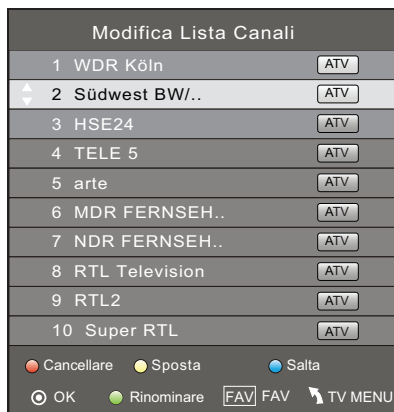 Modifica Lista Canali
1 WDR Köln ATV
2 Südwest BW/.. ATV
3 HSE24 ATV
4 TELE 5 ATV
5 arte ATV
6 MDR FERNSEH.. ATV
7 NDR FERNSEH.. ATV
8 RTL Television ATV
9 RTL2 ATV
10 Super RTL ATV
Cancellare Sposta Salta
OK Rinominare FAV FAV TV MENU